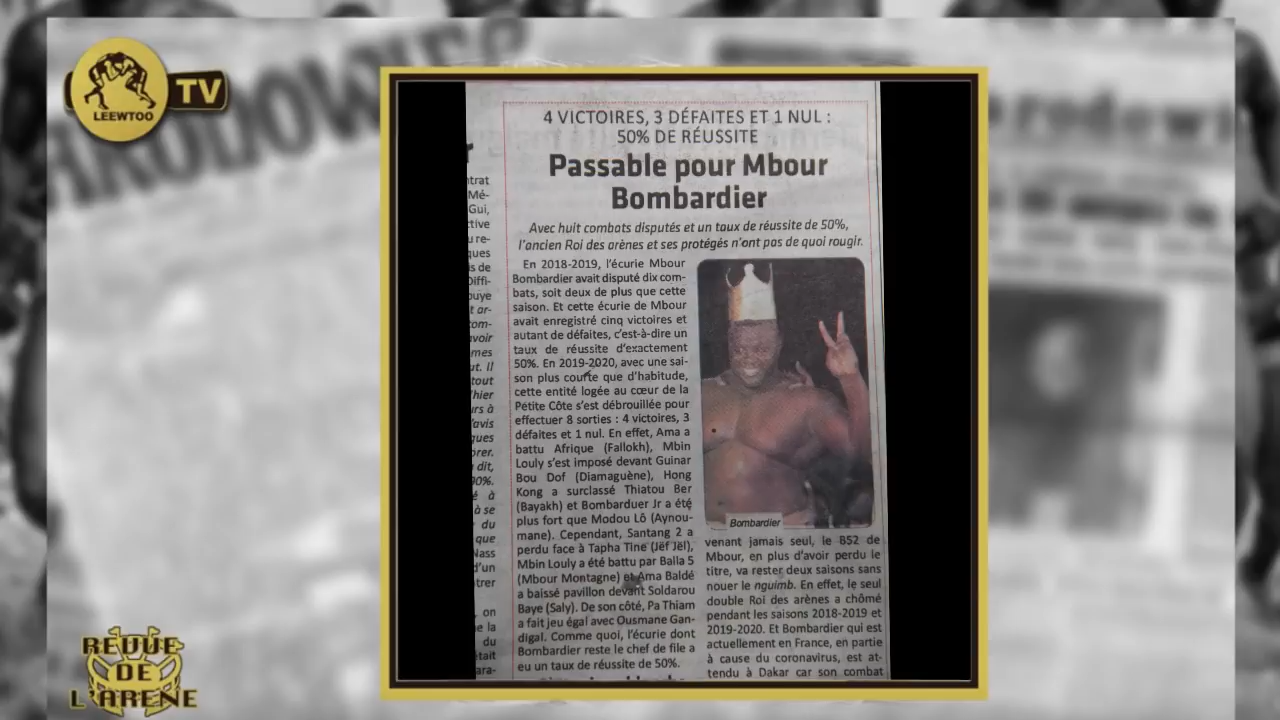 LEEWTOO
TV
4 VICTOIRES, 3 DÉFAITES ET 1 NUL :
50% DE RÉUSSITE
Passable pour Mbour
Bombardier
Avec huit combats disputés et un taux de réussite de 50%,
l'ancien Roi des arènes et ses protégés n'ont pas de quoi rougir.
En 2018-2019, l'écurie Mbour
Bombardier avait disputé dix com-
bats, soit deux de plus que cette
saison. Et cette écurie de Mbour
avait enregistré cinq victoires et
autant de défaites, c'est-à-dire un
taux de réussite d'exactement
50%. En 2019-2020, avec une sai-
son plus courte que d'habitude,
cette entité logée au cœur de la
Petite Côte s'est débrouillée pour
effectuer 8 sorties : 4 victoires, 3
défaites et 1 nul. En effet, Ama a
battu Afrique (Fallokh), Mbin
Louly s'est imposé devant Guinar
Bou Dof (Diamaguène), Hong
Kong a surclassé Thiatou Ber
(Bayakh) et Bombarduer Jr a été
plus fort que Modou Lô (Aynou-
mane). Cependant, Santang 2 a
perdu face à Tapha Tine (Jëf Jël),
Mbin Louly a été battu par Balla 5
(Mbour Montagne) et Ama Baldé
a baissé pavillon devant Soldarou
Baye (Saly). De son côté, Pa Thiam
a fait jeu égal avec Ousmane Gan-
digal. Comme quoi, l'écurie dont
Bombardier reste le chef de file a
eu un taux de réussite de 50%.
Bombardier
venant jamais seul, le B52 de
Mbour, en plus d'avoir perdu le
titre, va rester deux saisons sans
nouer le nguimb. En effet, le seul
double Roi des arènes a chômé
pendant les saisons 2018-2019 et
2019-2020. Et Bombardier qui est
actuellement en France, en partie
à cause du coronavirus, est at-
tendu à Dakar car son combat
REVUE
DE
L'ARENE